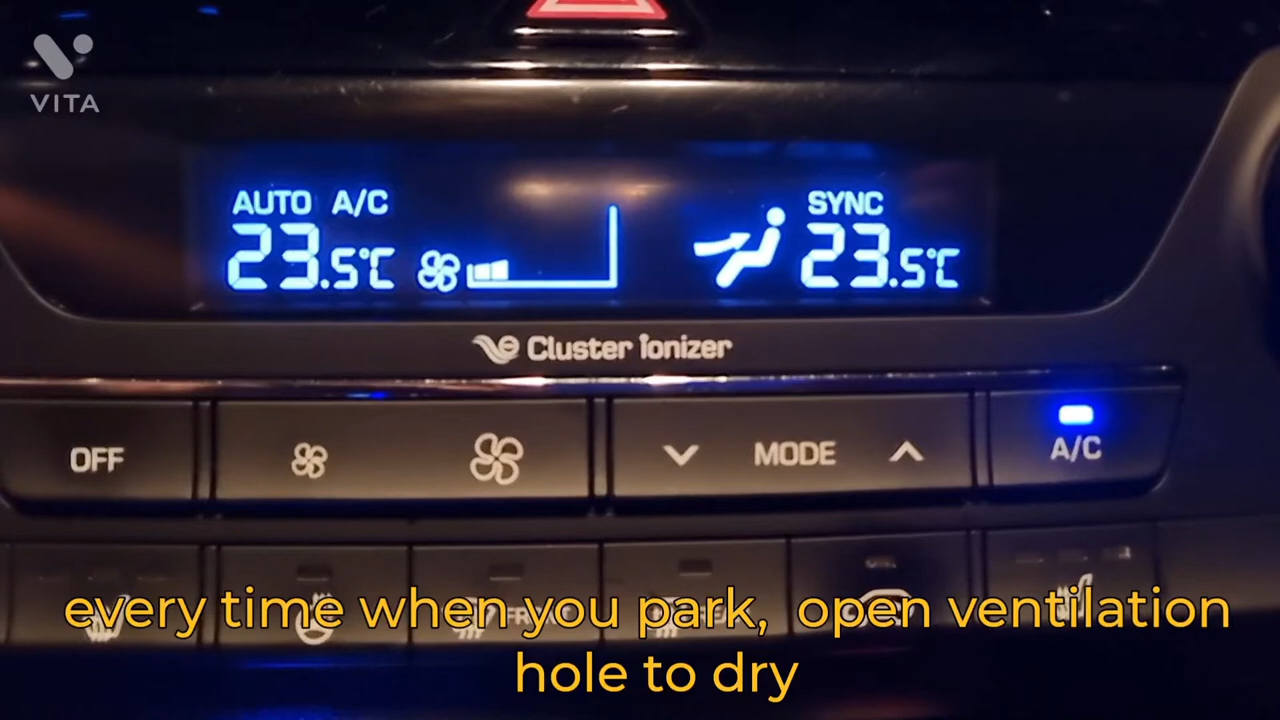 VITA
AUTO A/C
SYNC
23.5℃
23.5℃
Cluster ionizer
OFF
MODE
A/C
every time when you park, open ventilation
hole to dry